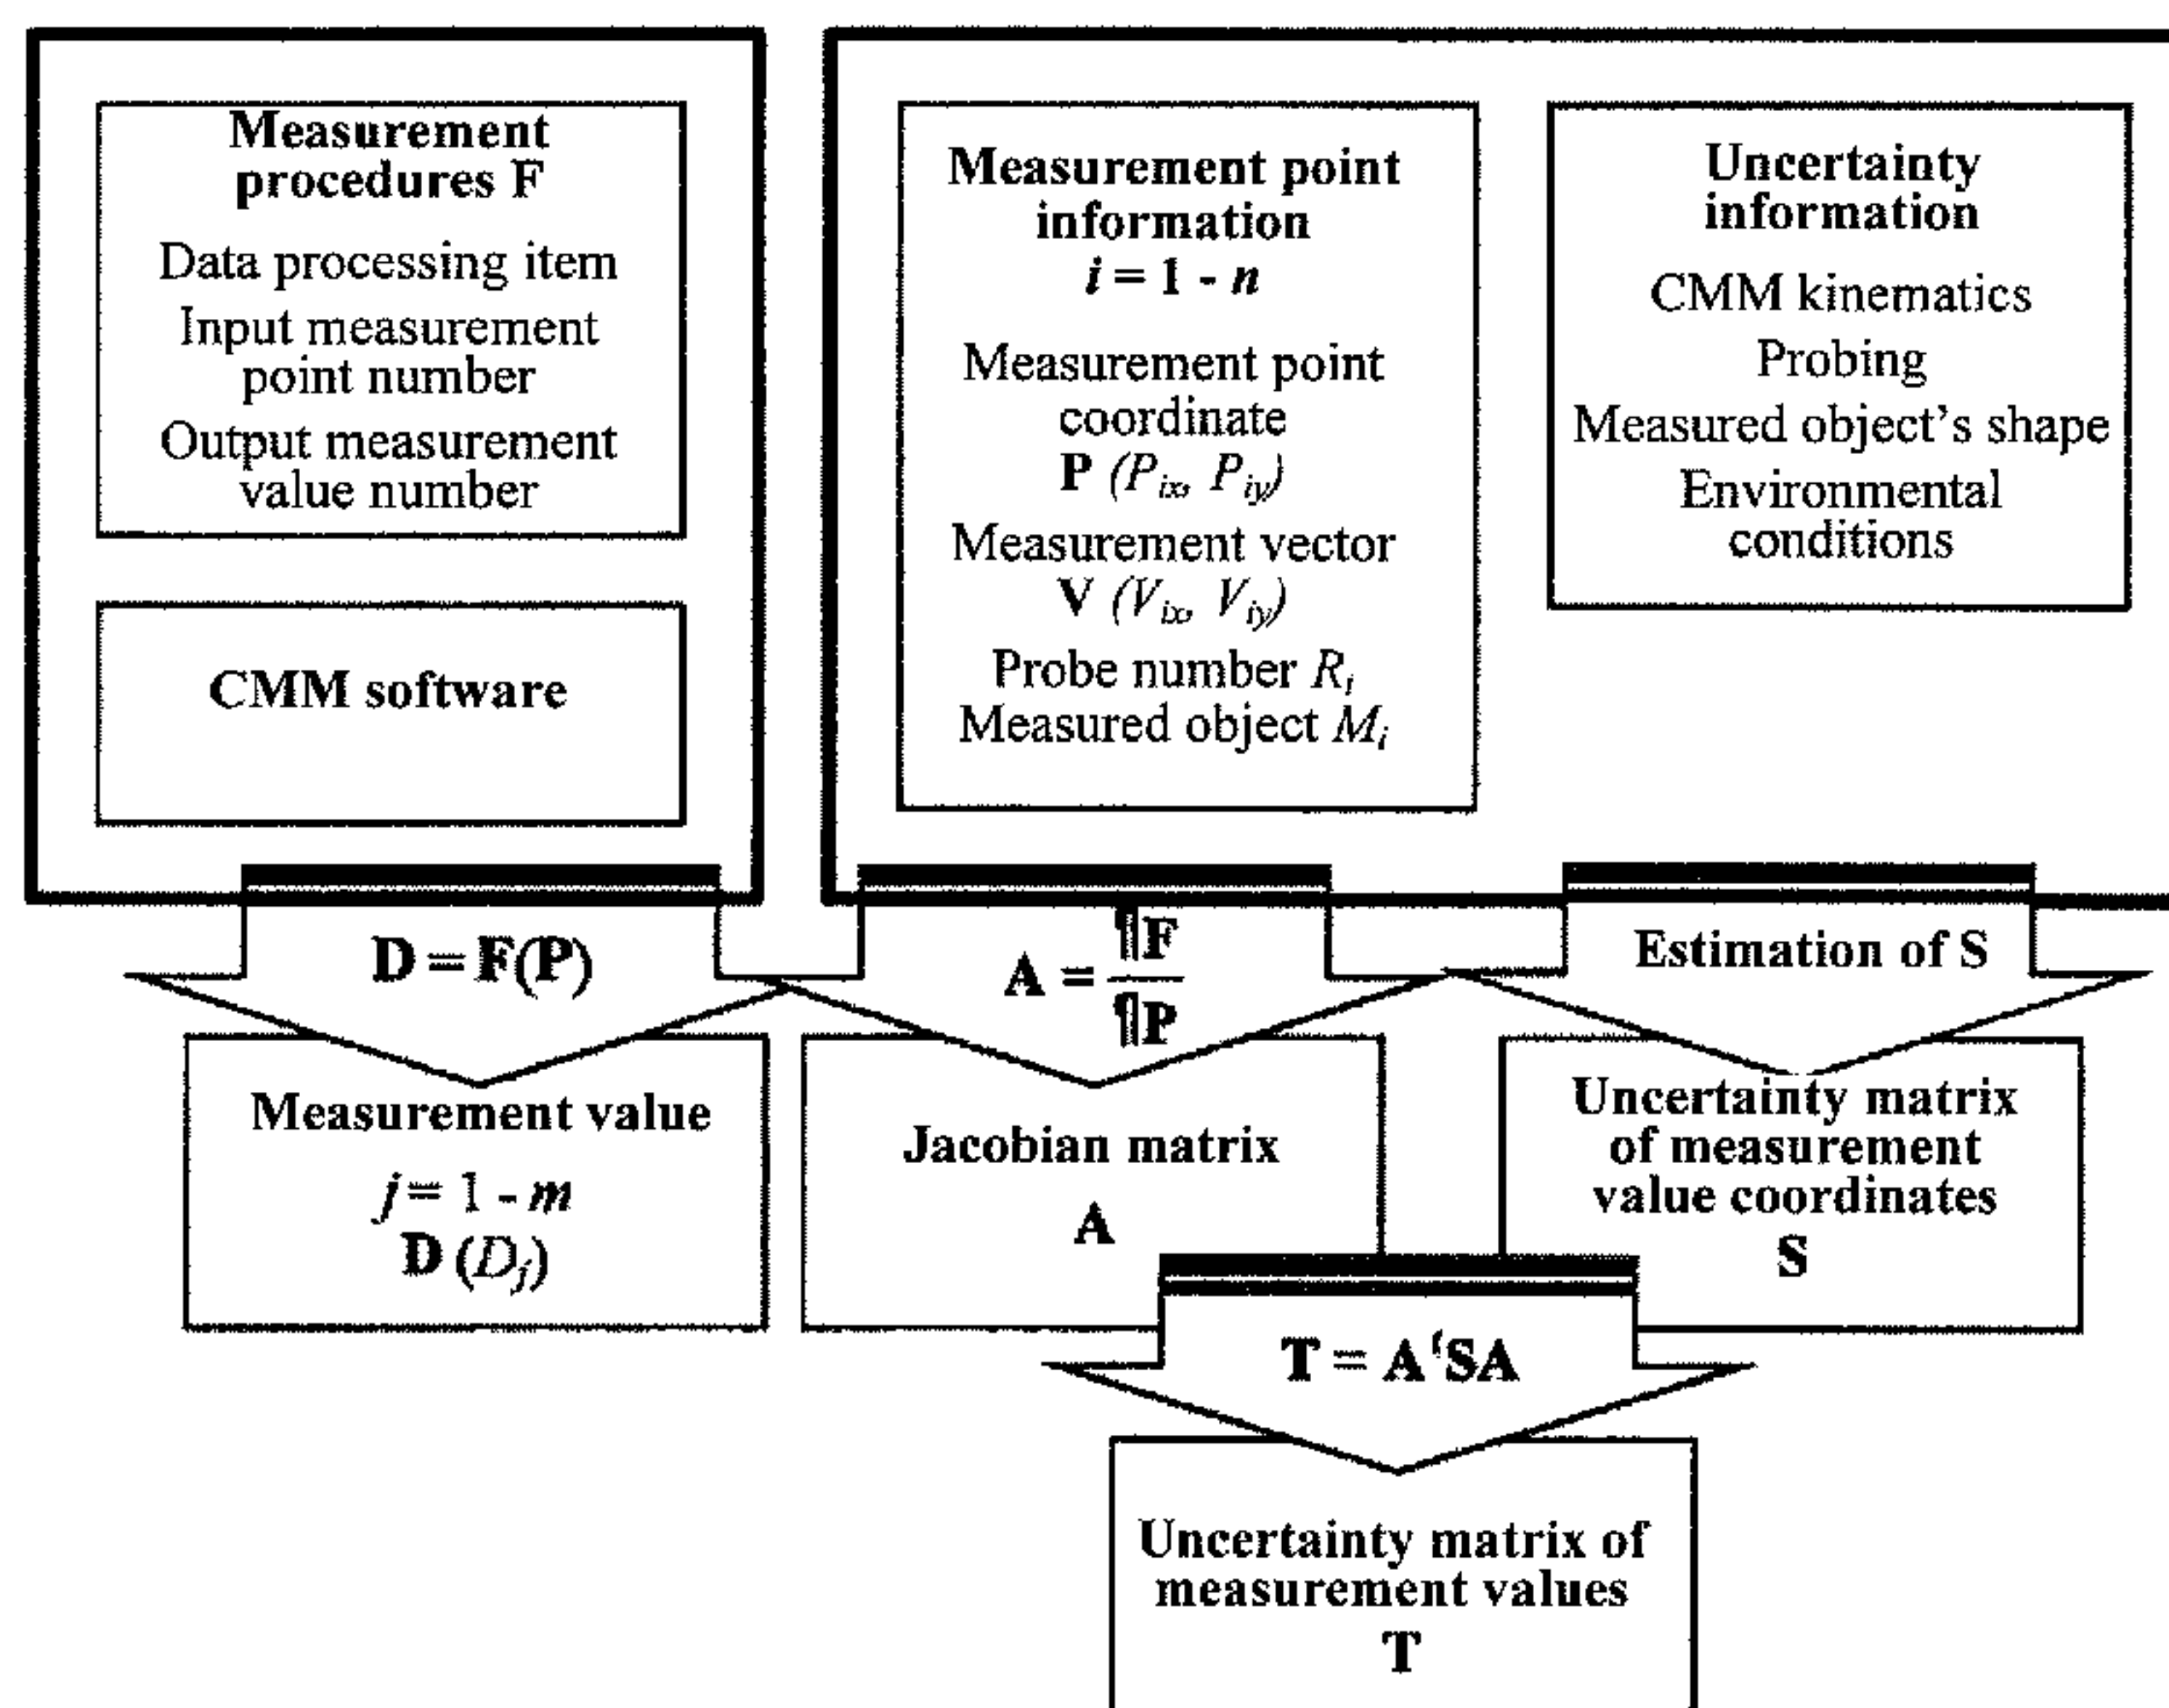 Measurement
procedures F
Data processing item
Input measurement
point number
Output measurement
value number
CMM software
Measurement point
information
i = 1 - n
Measurement point
coordinate
P (Pix, Piy)
Measurement vector
V (Vix, Viy)
Probe number Ri
Measured object Mi
Uncertainty
information
CMM kinematics
Probing
Measured object's shape
Environmental
conditions
D = F(P)
A = ¶F
¶P
Estimation of S
Measurement value
j = 1 - m
D (Dj)
Jacobian matrix
A
Uncertainty matrix
of measurement
value coordinates
S
T = AᵗSA
Uncertainty matrix of
measurement values
T